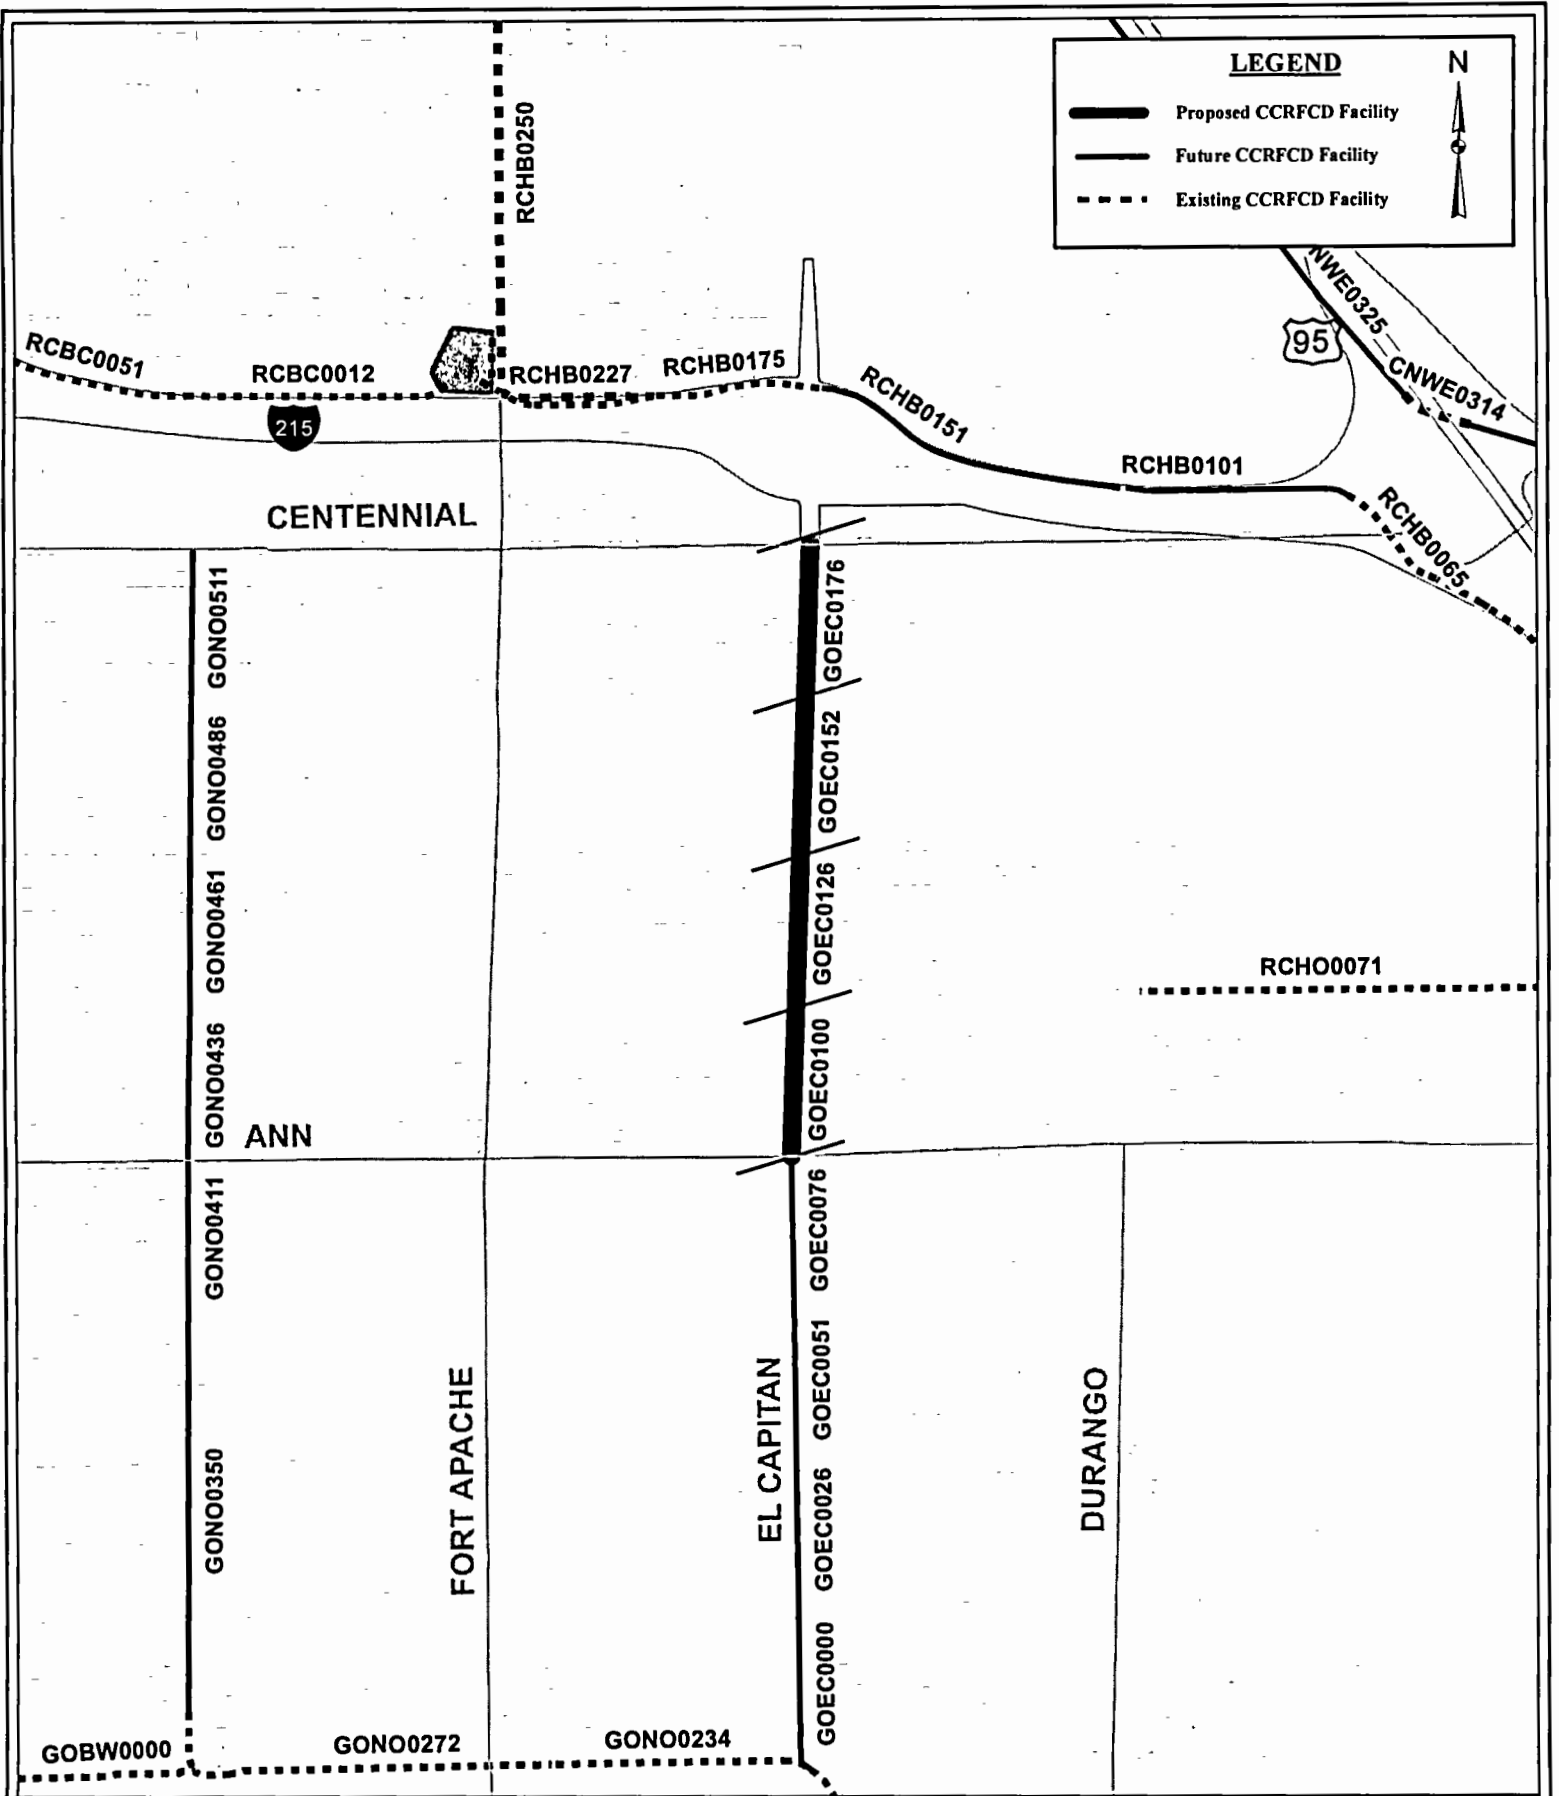 LEGEND
N
Proposed CCRFCD Facility
Future CCRFCD Facility
Existing CCRFCD Facility
RCHB0250
NWE0325
95
CNWE0314
RCBC0051
RCBC0012
RCHB0227
RCHB0175
RCHB0151
215
RCHB0101
RCHB0065
CENTENNIAL
GONO0511
GOEC0176
GONO0486
GOEC0152
GONO0461
GOEC0126
RCHO0071
GONO0436
GOEC0100
ANN
GONO0411
GOEC0076
GOEC0051
FORT APACHE
EL CAPITAN
DURANGO
GONO0350
GOEC0026
GOEC0000
GOBW0000
GONO0272
GONO0234